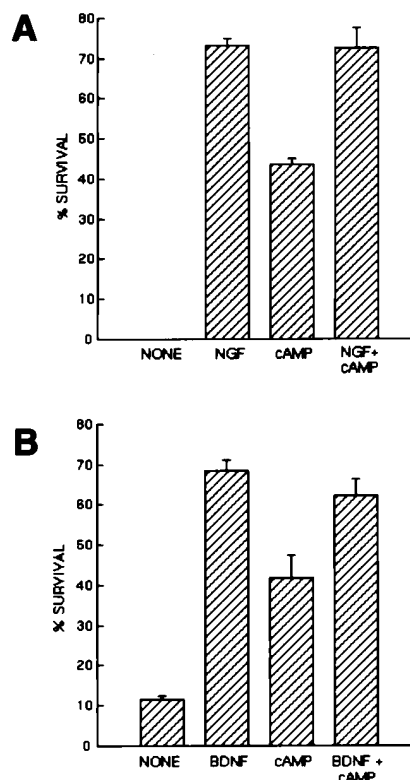 A
80
70
60
50
40
30
20
10
0
% SURVIVAL
NONE NGF cAMP NGF+
cAMP
B
80
70
60
50
40
30
20
10
0
% SURVIVAL
NONE BDNF cAMP BDNF +
cAMP